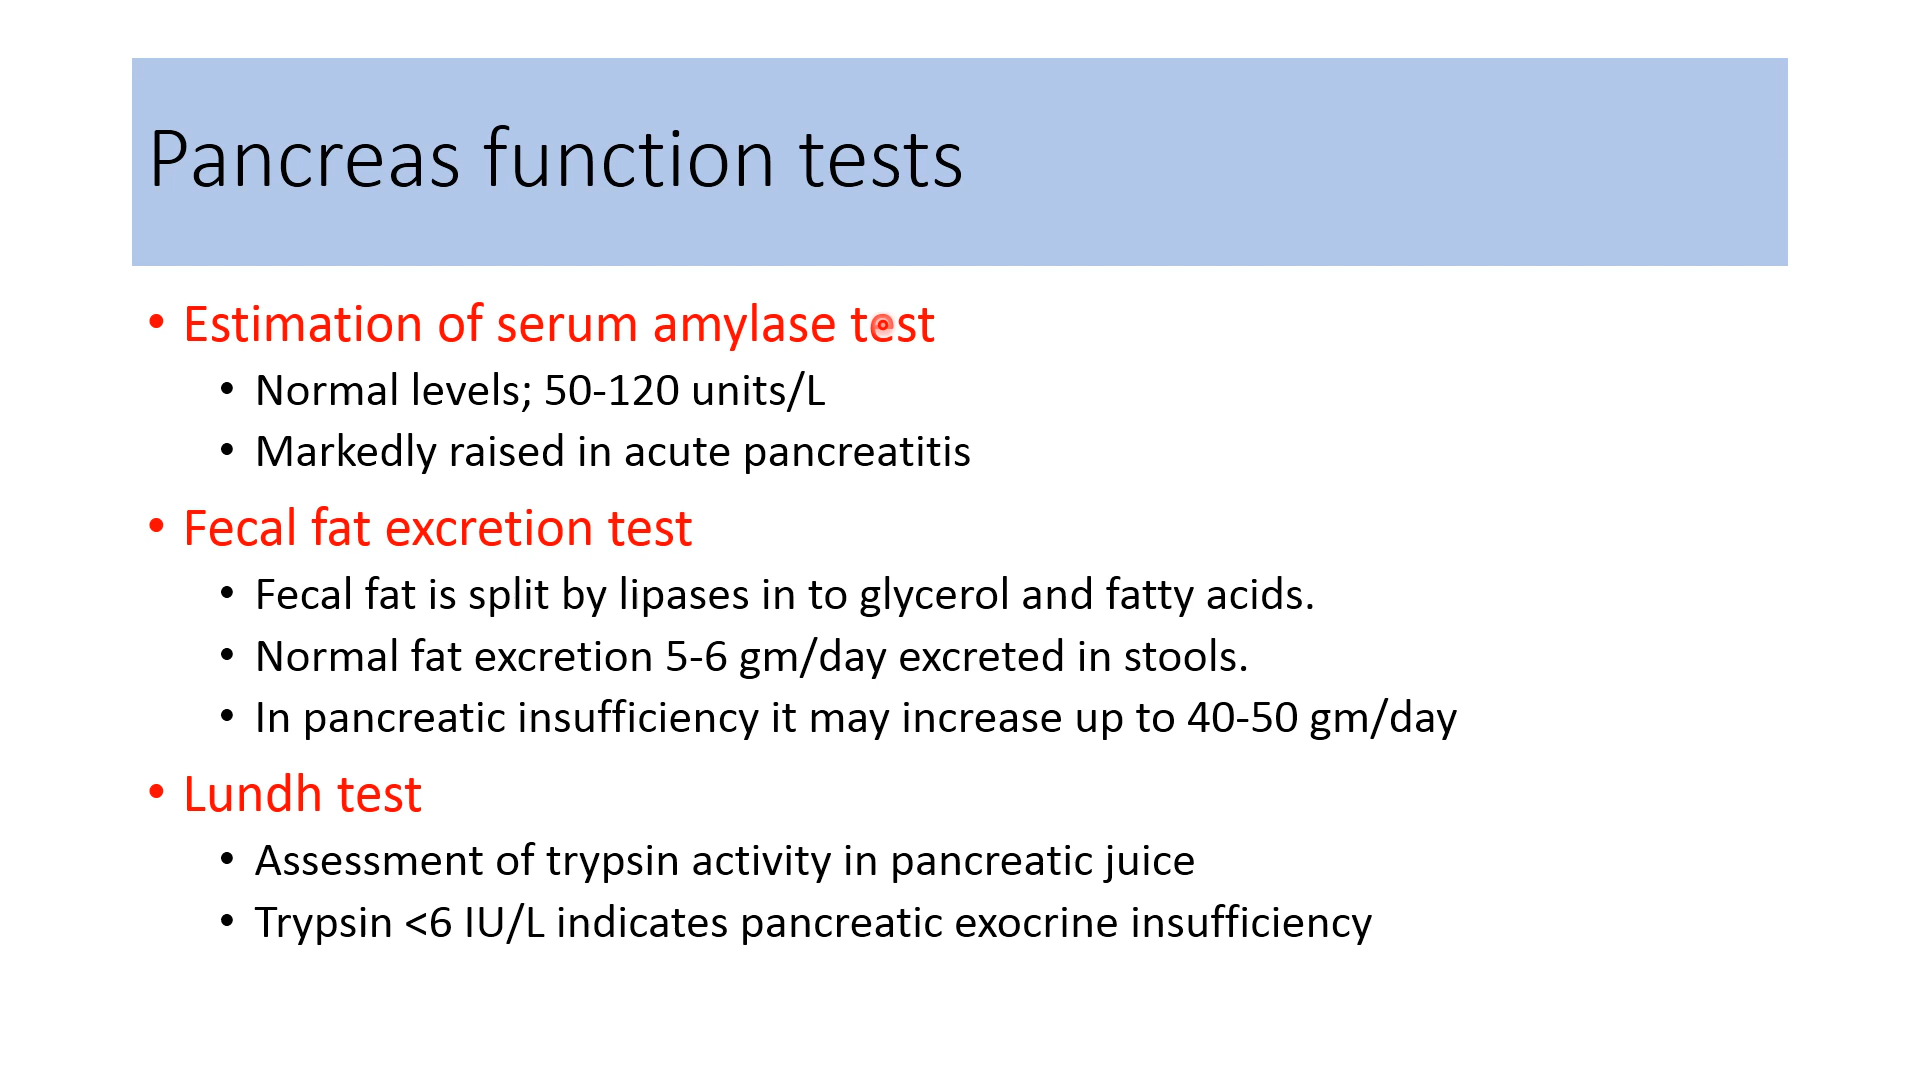 Pancreas function tests
• Estimation of serum amylase test
• Normal levels; 50-120 units/L
• Markedly raised in acute pancreatitis
• Fecal fat excretion test
• Fecal fat is split by lipases in to glycerol and fatty acids.
• Normal fat excretion 5-6 gm/day excreted in stools.
• In pancreatic insufficiency it may increase up to 40-50 gm/day
• Lundh test
• Assessment of trypsin activity in pancreatic juice
• Trypsin <6 IU/L indicates pancreatic exocrine insufficiency